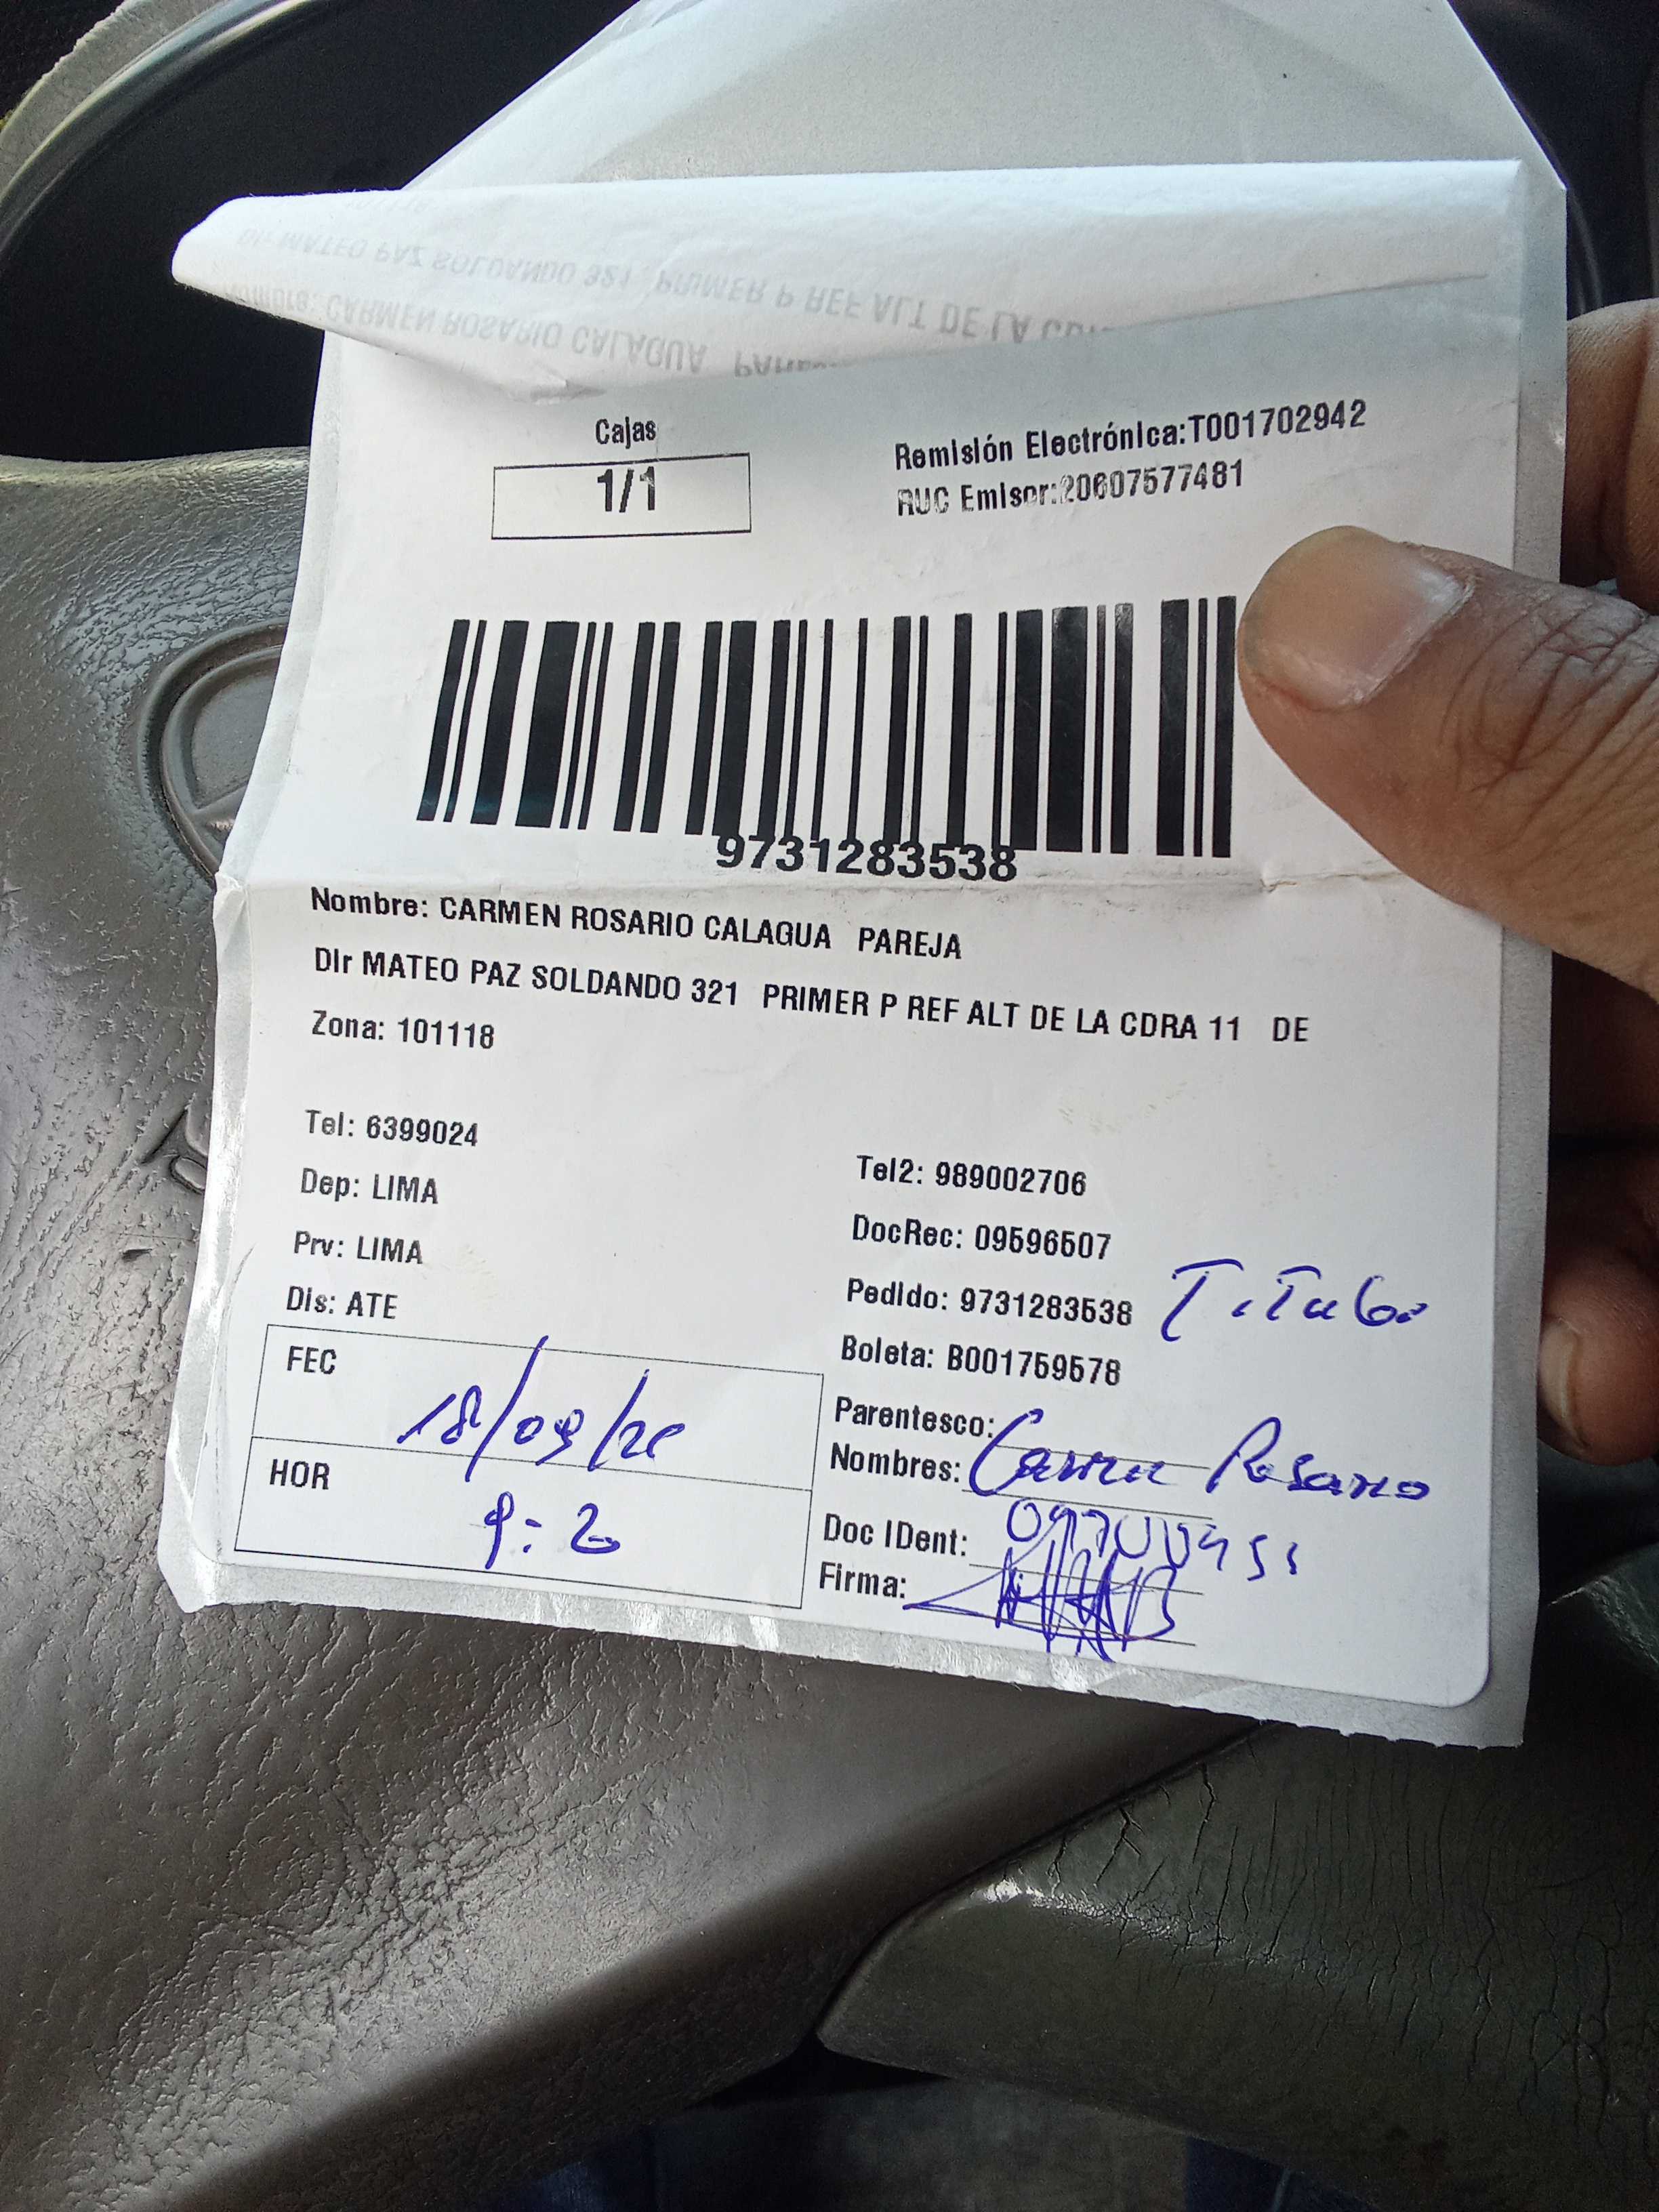 Cajas
1/1
Remisión Electrónica:T001702942
RUC Emisor:20607577481
9731283538
Nombre: CARMEN ROSARIO CALAGUA PAREJA
Dir MATEO PAZ SOLDANDO 321 PRIMER P REF ALT DE LA CDRA 11 DE
Zona: 101118
Tel: 6399024
Tel2: 989002706
Dep: LIMA
DocRec: 09596507
Prv: LIMA
Pedido: 9731283538 Titular
Dis: ATE
Boleta: B001759578
FEC 18/09/
Parentesco:
Nombres: Carmen Rosario
HOR
Doc IDent:
Firma: